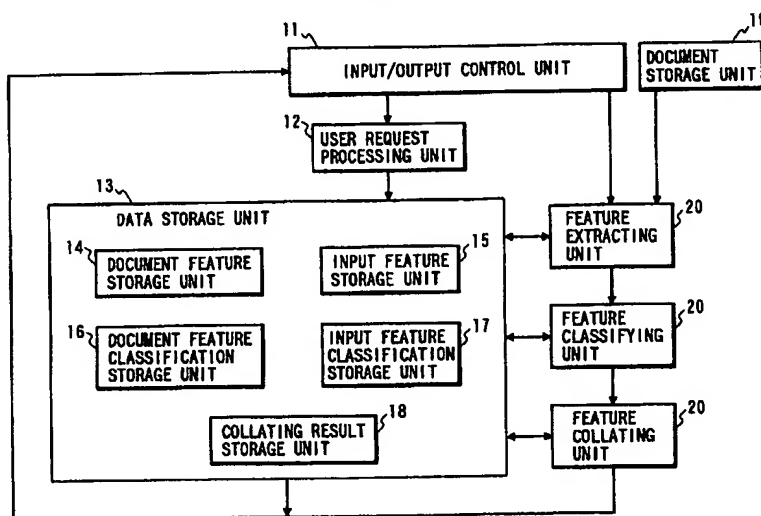 11
INPUT/OUTPUT CONTROL UNIT
DOCUMENT
STORAGE UNIT
12
USER REQUEST
PROCESSING UNIT
13
DATA STORAGE UNIT
14
DOCUMENT FEATURE
STORAGE UNIT
15
INPUT FEATURE
STORAGE UNIT
20
FEATURE
EXTRACTING
UNIT
16
DOCUMENT FEATURE
CLASSIFICATION
STORAGE UNIT
17
INPUT FEATURE
CLASSIFICATION
STORAGE UNIT
20
FEATURE
CLASSIFYING
UNIT
18
COLLATING RESULT
STORAGE UNIT
20
FEATURE
COLLATING
UNIT